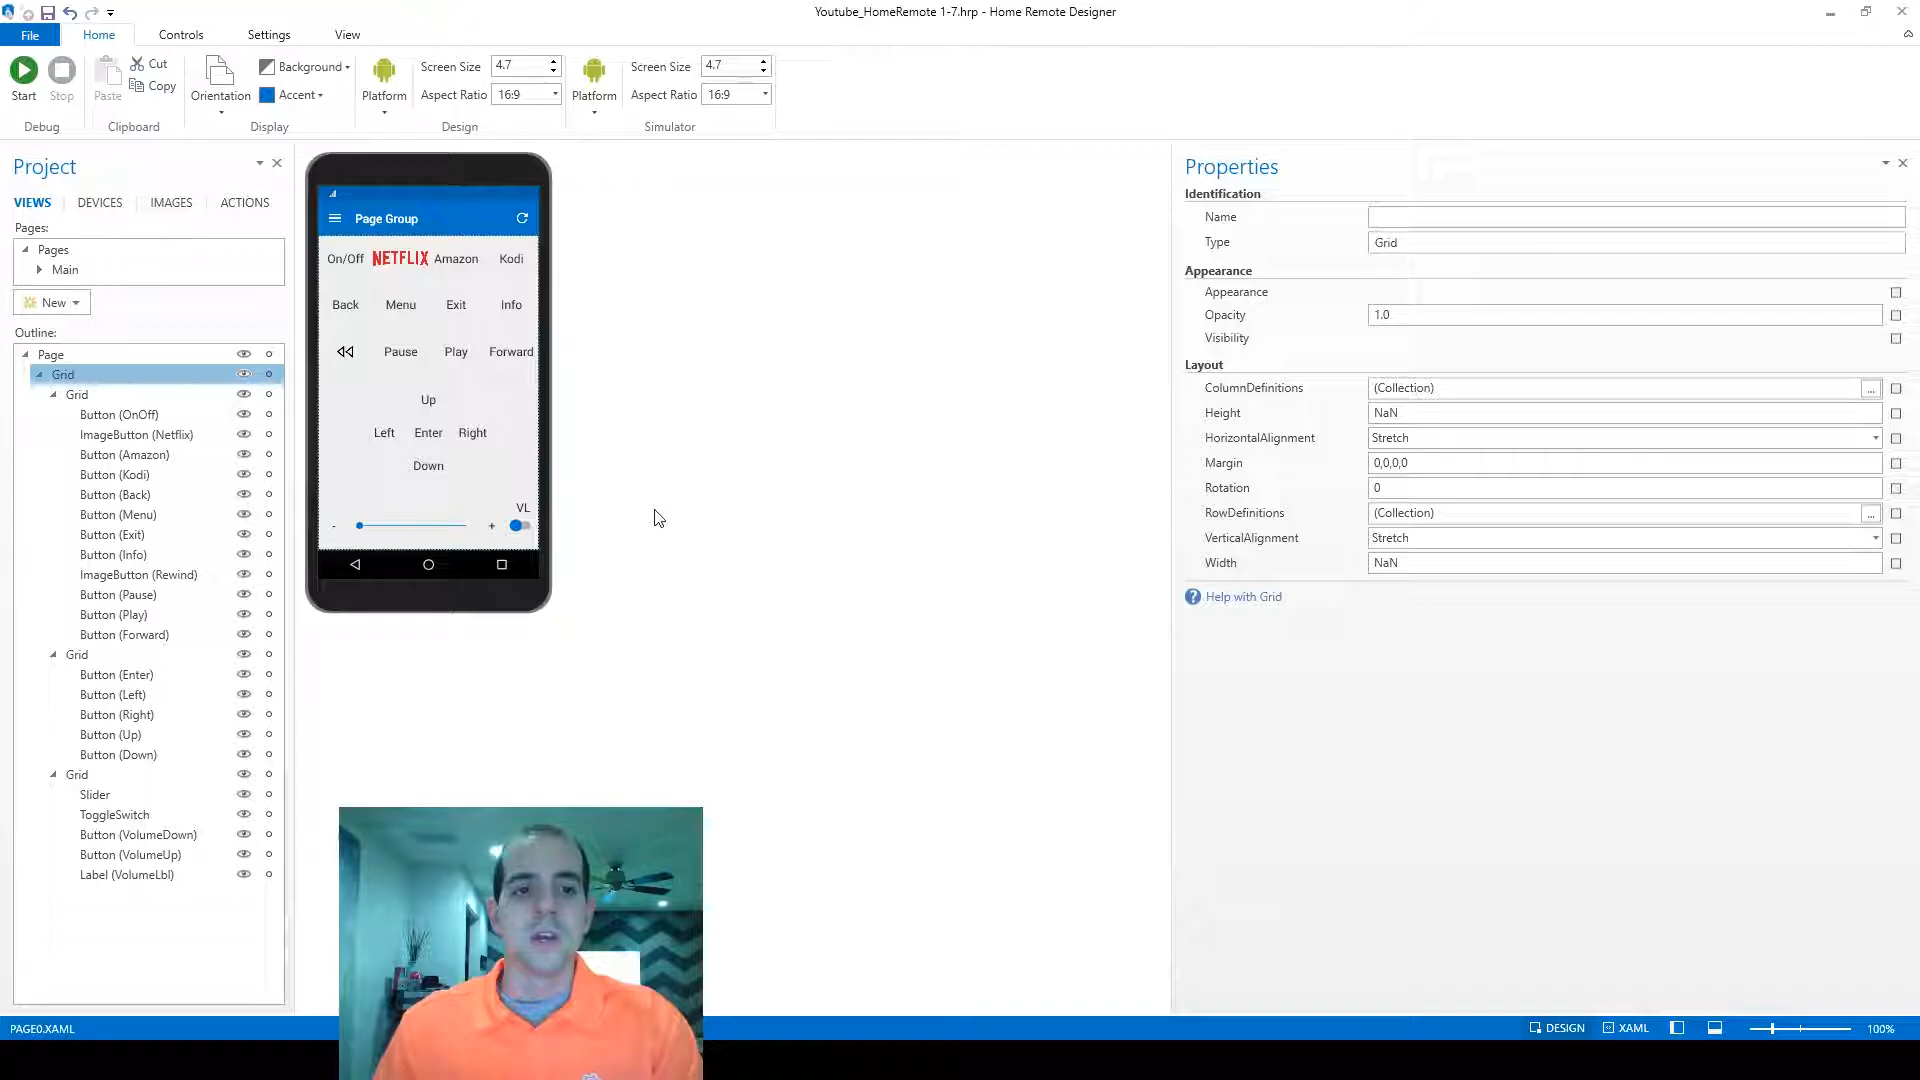 Youtube_HomeRemote 1-7.hrp - Home Remote Designer
File Home Controls Settings View
Start Stop
Paste
Cut
Copy
Orientation
Background
Accent
Platform
Screen Size 4.7
Aspect Ratio 16:9
Platform
Screen Size 4.7
Aspect Ratio 16:9
Debug Clipboard Display Design Simulator
Project
VIEWS DEVICES IMAGES ACTIONS
Pages:
Pages
Main
New
Outline:
Page
Grid
Grid
Button (OnOff)
ImageButton (Netflix)
Button (Amazon)
Button (Kodi)
Button (Back)
Button (Menu)
Button (Exit)
Button (Info)
ImageButton (Rewind)
Button (Pause)
Button (Play)
Button (Forward)
Grid
Button (Enter)
Button (Left)
Button (Right)
Button (Up)
Button (Down)
Grid
Slider
ToggleSwitch
Button (VolumeDown)
Button (VolumeUp)
Label (VolumeLbl)
Page Group
On/Off NETFLIX Amazon Kodi
Back Menu Exit Info
Pause Play Forward
Up
Left Enter Right
Down
VL
- +
Properties
Identification
Name
Type Grid
Appearance
Appearance
Opacity 1.0
Visibility
Layout
ColumnDefinitions (Collection) ...
Height NaN
HorizontalAlignment Stretch
Margin 0,0,0,0
Rotation 0
RowDefinitions (Collection) ...
VerticalAlignment Stretch
Width NaN
? Help with Grid
PAGE0.XAML DESIGN XAML 100%